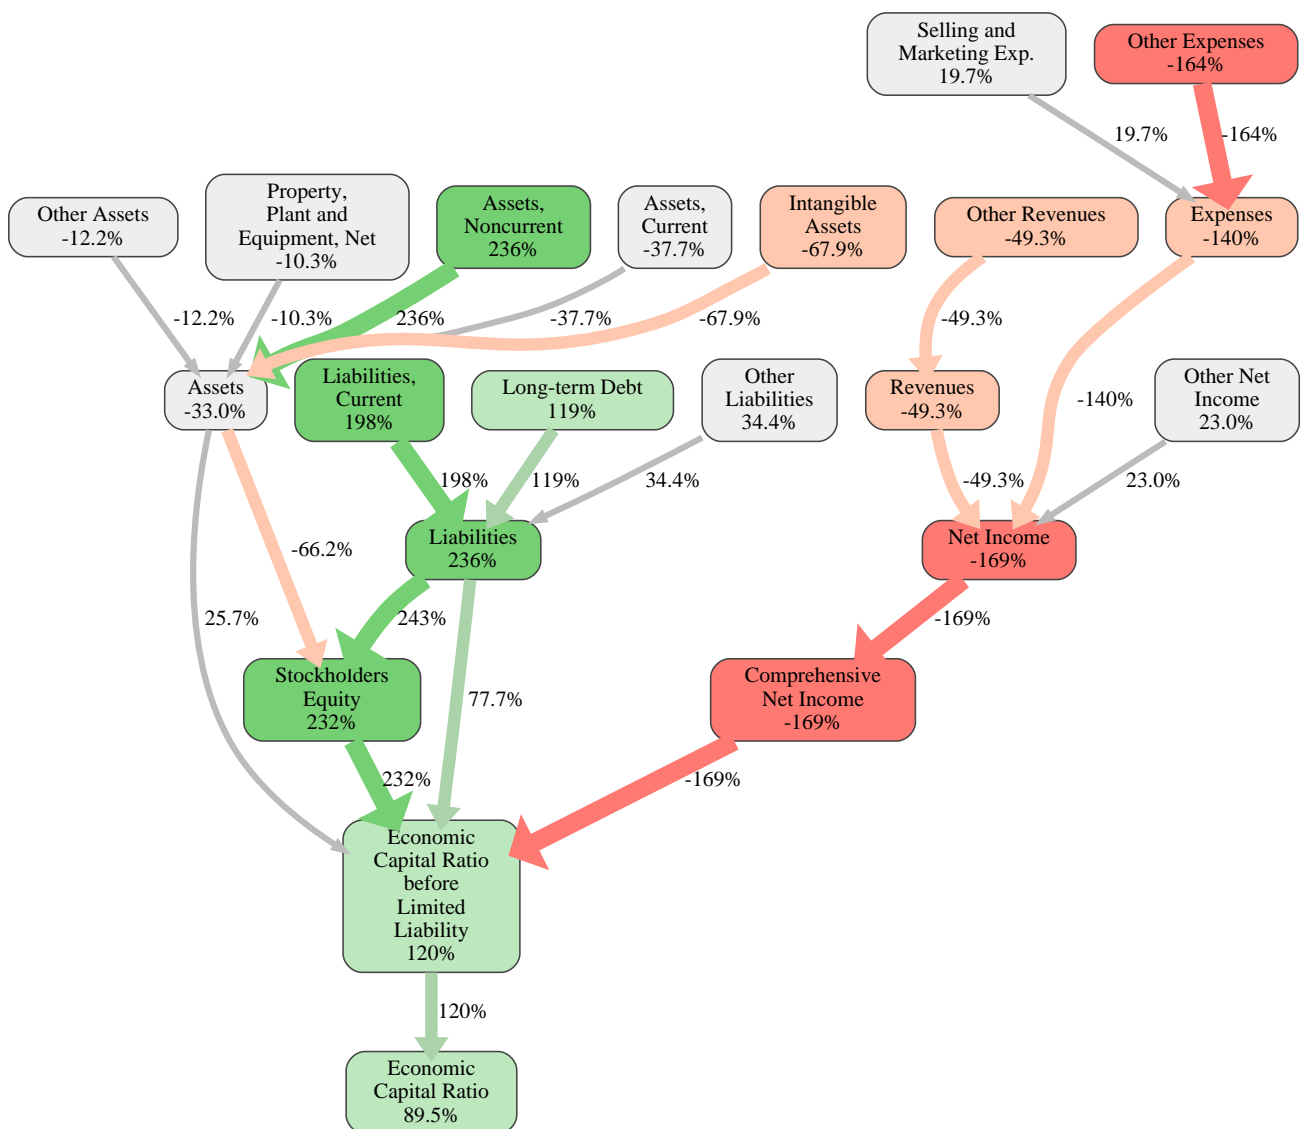 Selling and
Marketing Exp.
19.7%
Other Expenses
-164%
19.7%
-164%
Other Assets
-12.2%
Property,
Plant and
Equipment, Net
-10.3%
Assets,
Noncurrent
236%
Assets,
Current
-37.7%
Intangible
Assets
-67.9%
Other Revenues
-49.3%
Expenses
-140%
-12.2%
-10.3%
236%
-37.7%
-67.9%
-49.3%
-140%
Assets
-33.0%
Liabilities,
Current
198%
Long-term Debt
119%
Other
Liabilities
34.4%
Revenues
-49.3%
Other Net
Income
23.0%
198%
119%
34.4%
-49.3%
23.0%
-66.2%
Liabilities
236%
Net Income
-169%
25.7%
243%
-169%
Stockholders
Equity
232%
77.7%
Comprehensive
Net Income
-169%
232%
-169%
Economic
Capital Ratio
before
Limited
Liability
120%
120%
Economic
Capital Ratio
89.5%